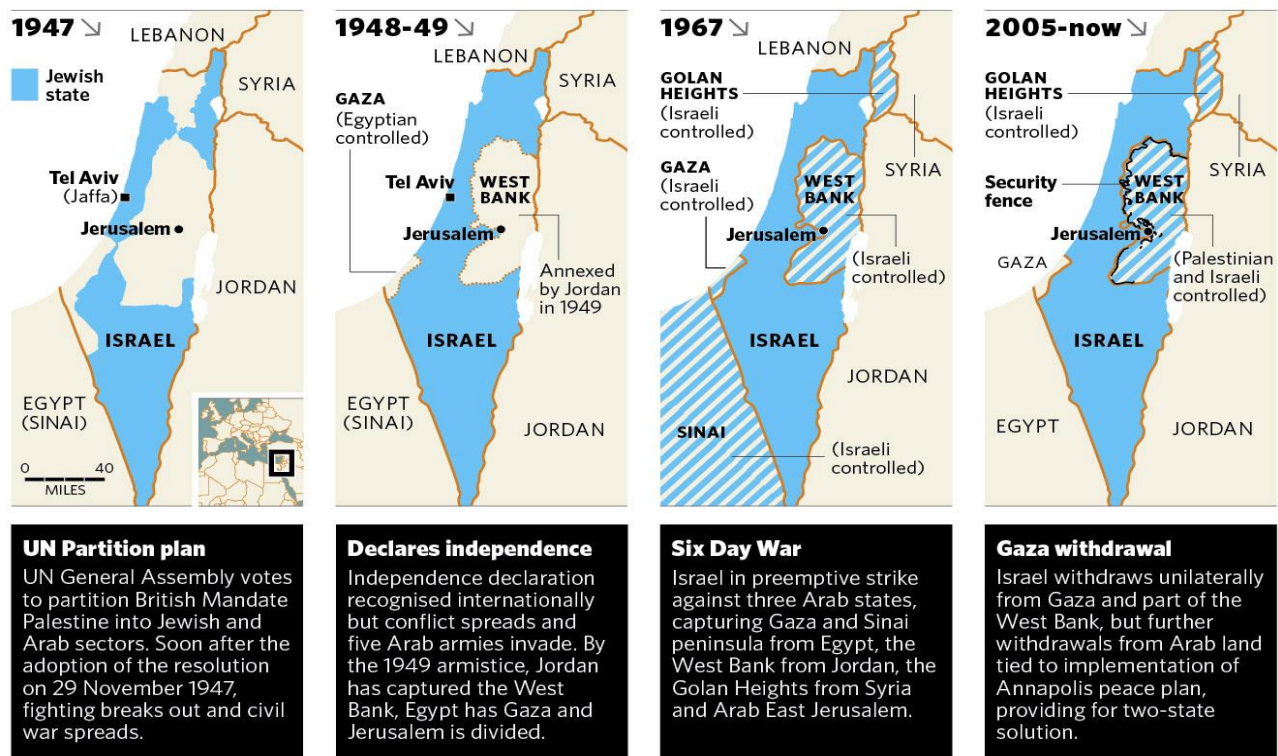 1947
Jewish
state
LEBANON
SYRIA
Tel Aviv
(Jaffa)
Jerusalem
JORDAN
ISRAEL
EGYPT
(SINAI)
0 40
MILES
UN Partition plan
UN General Assembly votes
to partition British Mandate
Palestine into Jewish and
Arab sectors. Soon after the
adoption of the resolution
on 29 November 1947,
fighting breaks out and civil
war spreads.
1948-49
LEBANON
SYRIA
GAZA
(Egyptian
controlled)
Tel Aviv
WEST
BANK
Jerusalem
Annexed
by Jordan
in 1949
ISRAEL
EGYPT
(SINAI)
JORDAN
Declares independence
Independence declaration
recognised internationally
but conflict spreads and
five Arab armies invade. By
the 1949 armistice, Jordan
has captured the West
Bank, Egypt has Gaza and
Jerusalem is divided.
1967
LEBANON
GOLAN
HEIGHTS
(Israeli
controlled)
SYRIA
GAZA
(Israeli
controlled)
WEST
BANK
Jerusalem
(Israeli
controlled)
ISRAEL
JORDAN
SINAI
(Israeli
controlled)
Six Day War
Israel in preemptive strike
against three Arab states,
capturing Gaza and Sinai
peninsula from Egypt, the
West Bank from Jordan, the
Golan Heights from Syria
and Arab East Jerusalem.
2005-now
LEBANON
GOLAN
HEIGHTS
(Israeli
controlled)
SYRIA
Security
fence
WEST
BANK
Jerusalem
GAZA
(Palestinian
and Israeli
controlled)
ISRAEL
EGYPT
JORDAN
Gaza withdrawal
Israel withdraws unilaterally
from Gaza and part of the
West Bank, but further
withdrawals from Arab land
tied to implementation of
Annapolis peace plan,
providing for two-state
solution.